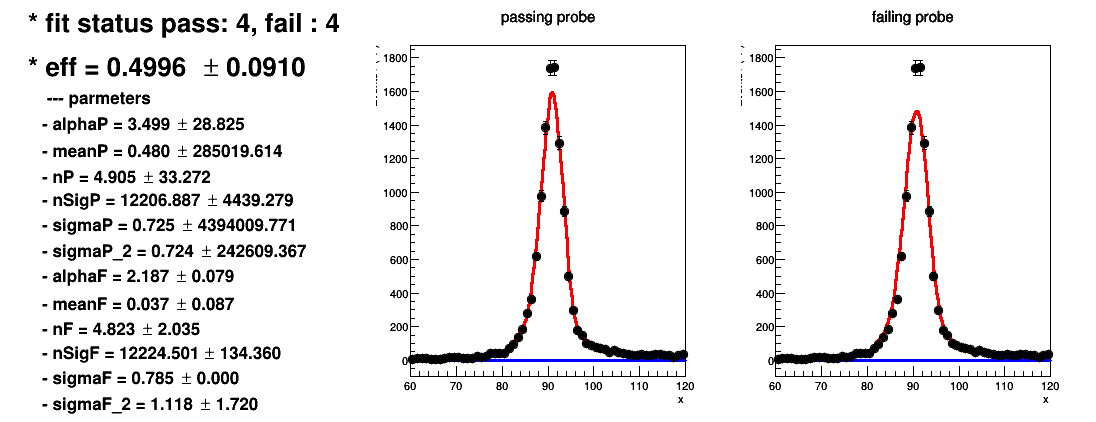 * fit status pass: 4, fail : 4
* eff = 0.4996 ± 0.0910
--- parmeters
- alphaP = 3.499 ± 28.825
- meanP = 0.480 ± 285019.614
- nP = 4.905 ± 33.272
- nSigP = 12206.887 ± 4439.279
- sigmaP = 0.725 ± 4394009.771
- sigmaP_2 = 0.724 ± 242609.367
- alphaF = 2.187 ± 0.079
- meanF = 0.037 ± 0.087
- nF = 4.823 ± 2.035
- nSigF = 12224.501 ± 134.360
- sigmaF = 0.785 ± 0.000
- sigmaF_2 = 1.118 ± 1.720
passing probe
1800
1600
1400
1200
1000
800
600
400
200
0
60 70 80 90 100 110 120
x
failing probe
1800
1600
1400
1200
1000
800
600
400
200
0
60 70 80 90 100 110 120
x